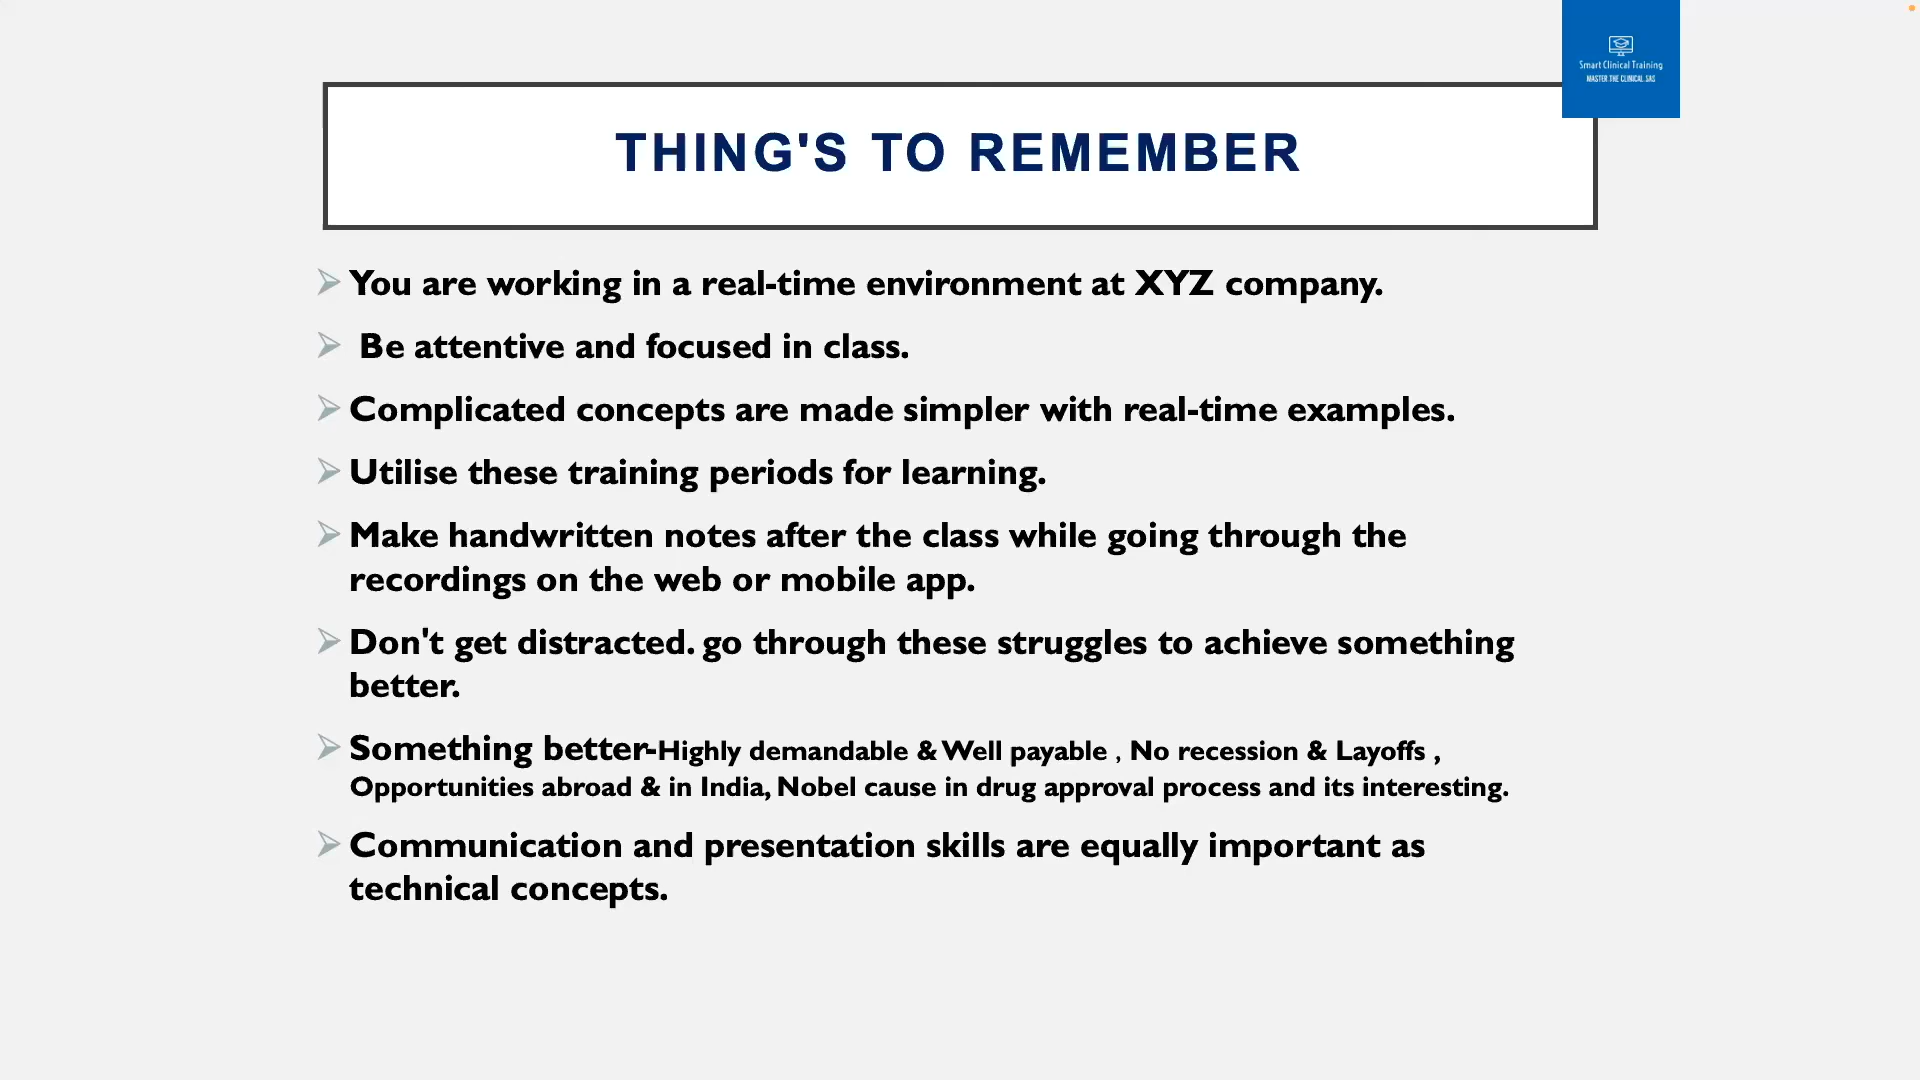 Smart Clinical Training
MASTER THE CLINICAL SAS
THING'S TO REMEMBER
You are working in a real-time environment at XYZ company.
Be attentive and focused in class.
Complicated concepts are made simpler with real-time examples.
Utilise these training periods for learning.
Make handwritten notes after the class while going through the
recordings on the web or mobile app.
Don't get distracted. go through these struggles to achieve something
better.
Something better-Highly demandable & Well payable , No recession & Layoffs ,
Opportunities abroad & in India, Nobel cause in drug approval process and its interesting.
Communication and presentation skills are equally important as
technical concepts.